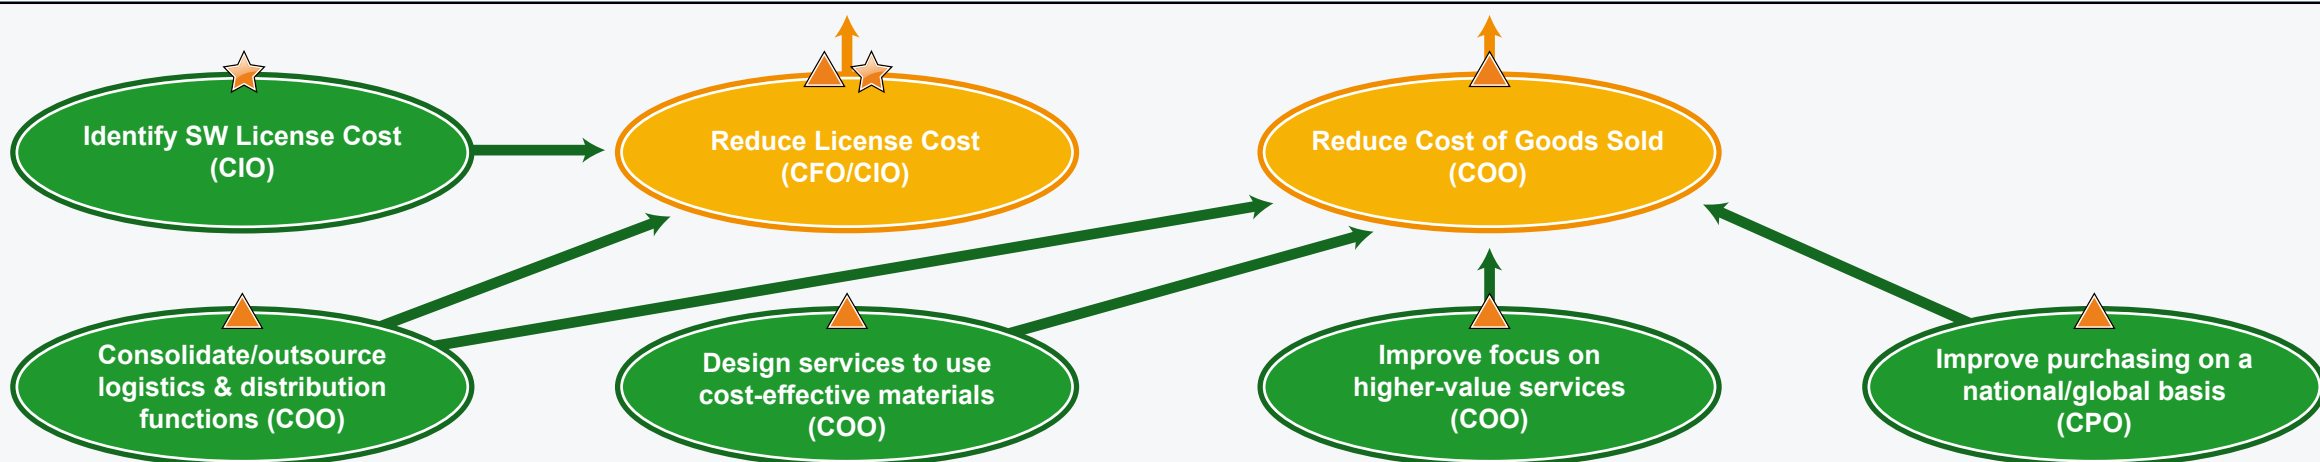 Identify SW License Cost
(CIO)
Reduce License Cost
(CFO/CIO)
Reduce Cost of Goods Sold
(COO)
Consolidate/outsource
logistics & distribution
functions (COO)
Design services to use
cost-effective materials
(COO)
Improve focus on
higher-value services
(COO)
Improve purchasing on a
national/global basis
(CPO)